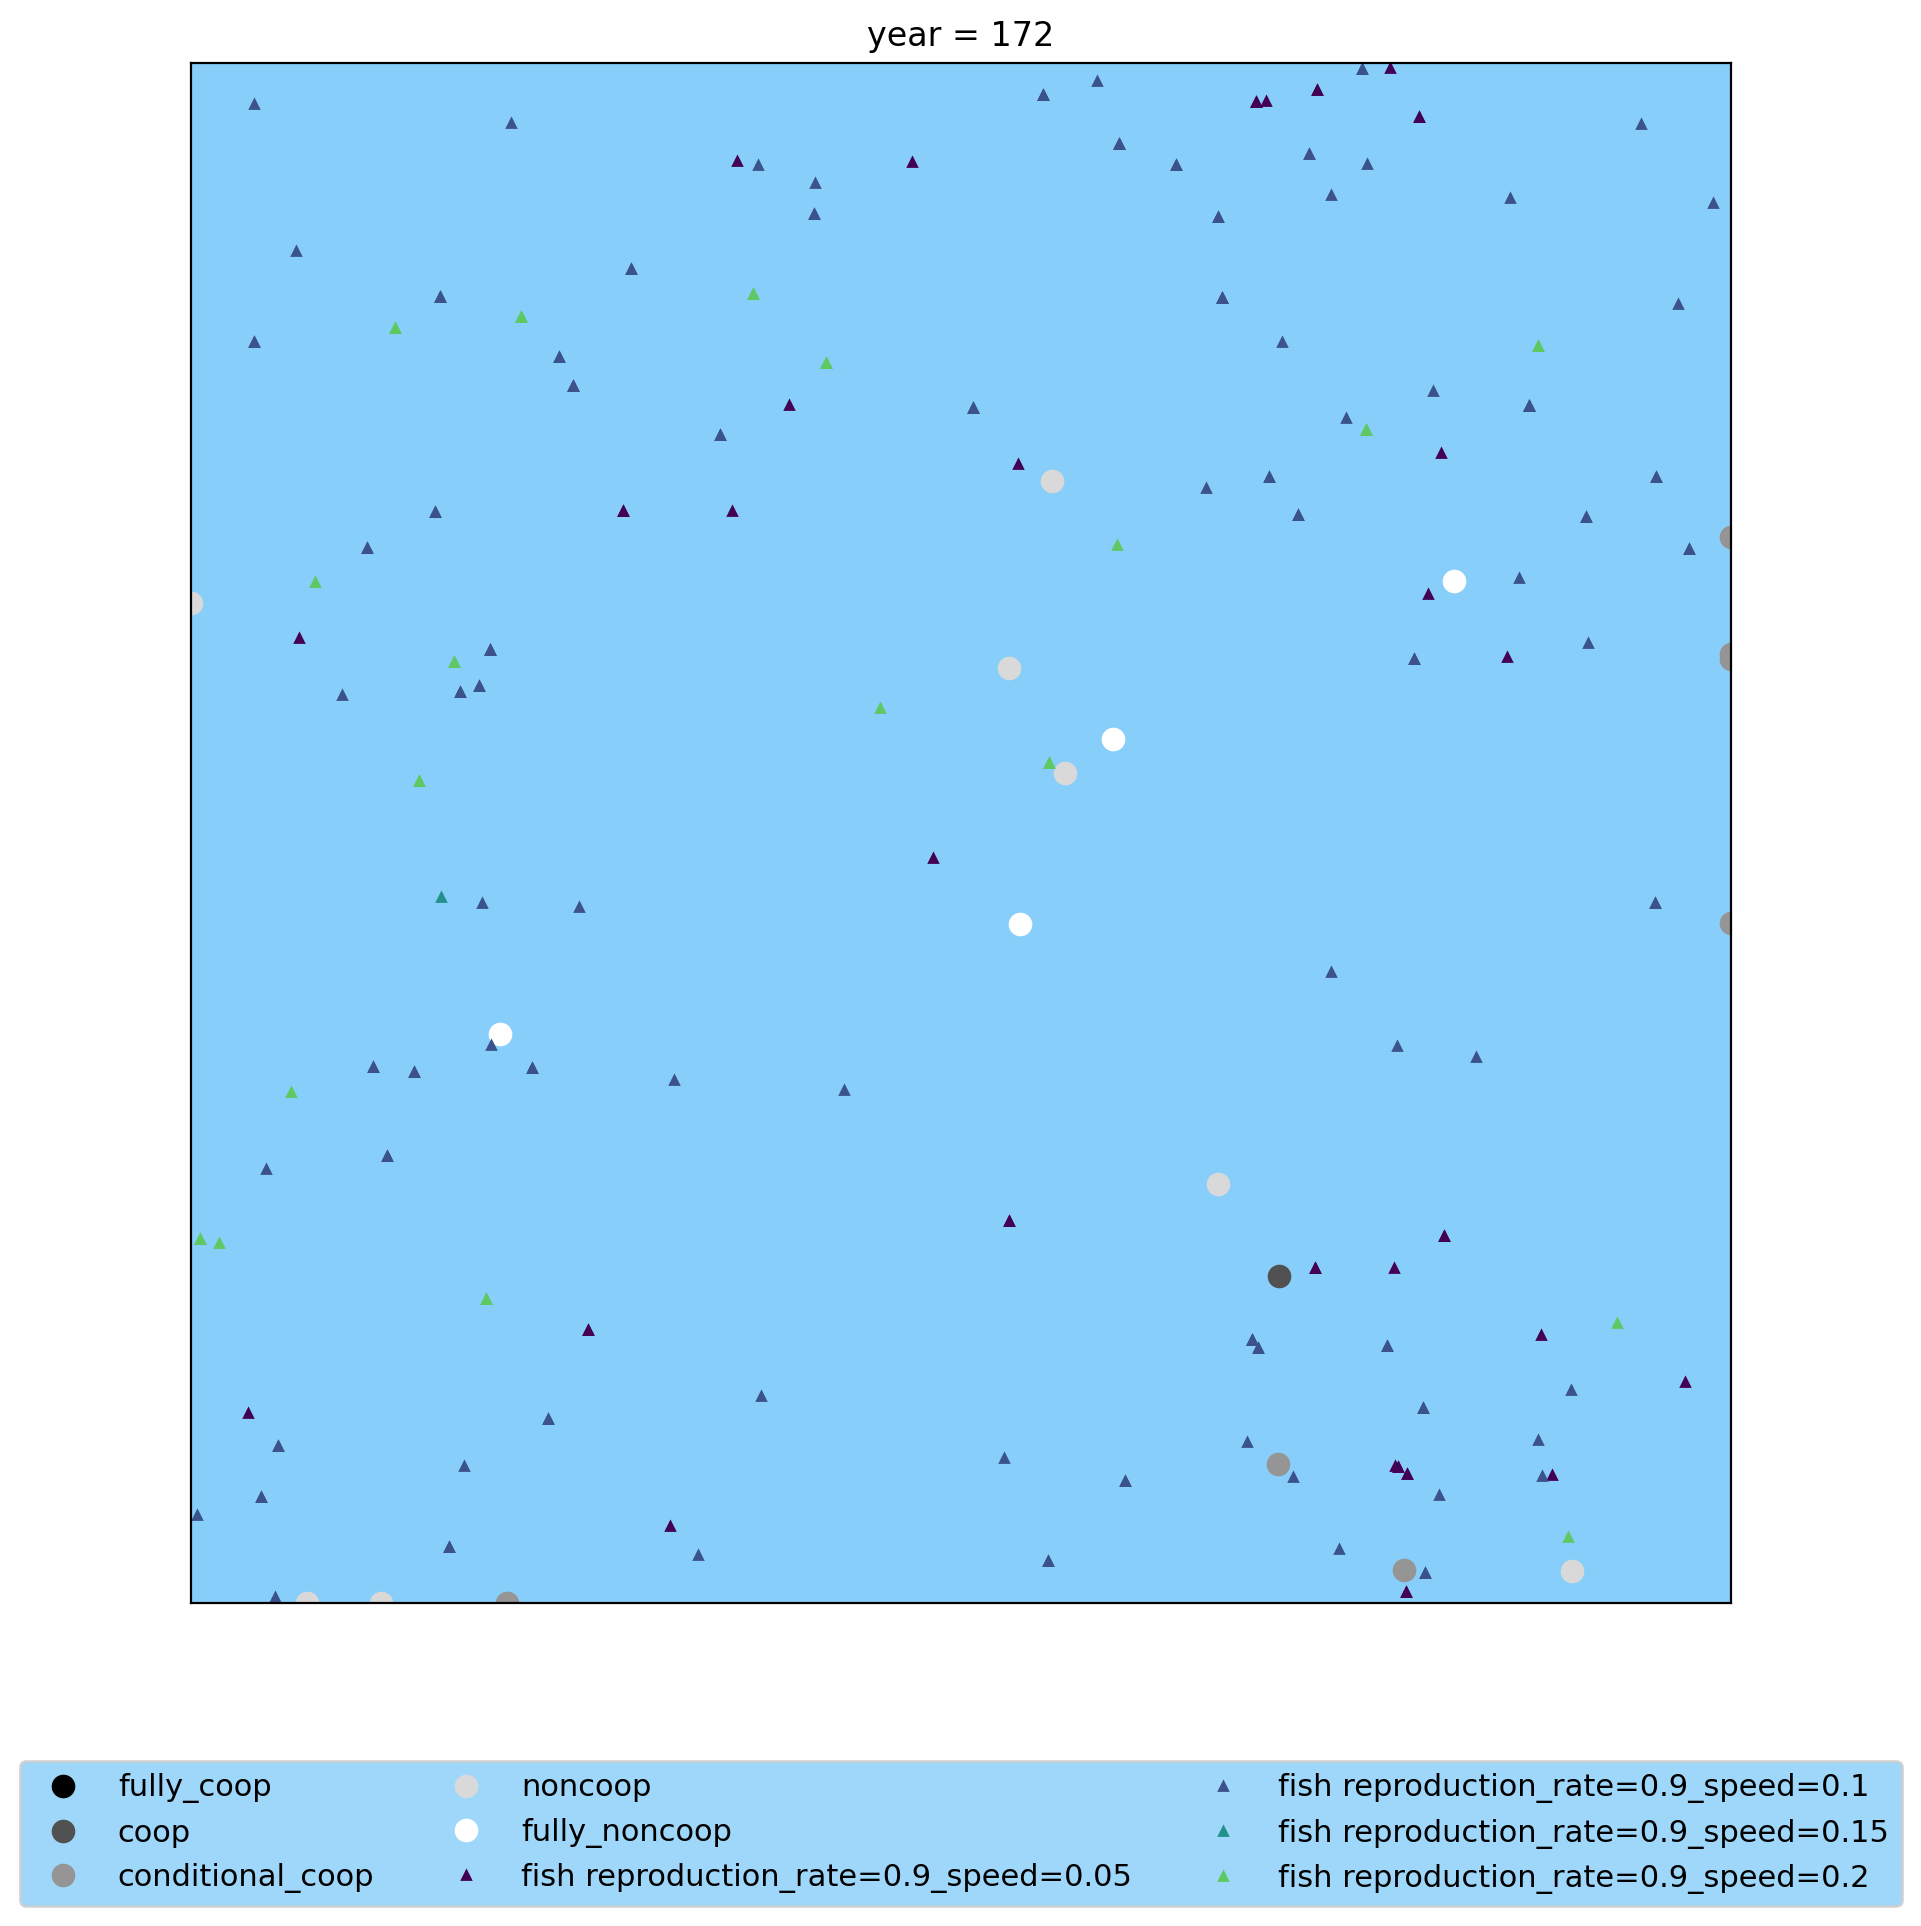 year = 172
fully_coop
coop
conditional_coop
noncoop
fully_noncoop
fish reproduction_rate=0.9_speed=0.05
fish reproduction_rate=0.9_speed=0.1
fish reproduction_rate=0.9_speed=0.15
fish reproduction_rate=0.9_speed=0.2